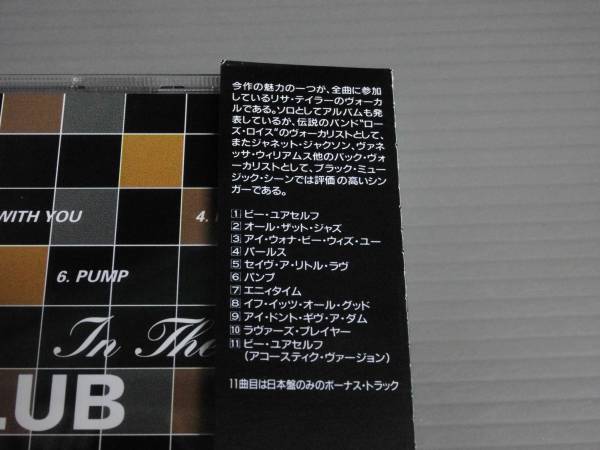 今作の魅力の一つが、全曲に参加
しているリサ・テイラーのヴォーカ
ルである。ソロとしてアルバムも発
表しているが、伝説のバンド"ロー
ズ・ロイス"のヴォーカリストとして、
またジャネット・ジャクソン、ヴァネ
ッサ・ウィリアムス他のバック・ヴォ
ーカリストとして、ブラック・ミュー
ジック・シーンでは評価の高いシン
ガーである。
1 ビー・ユアセルフ
2 オール・ザット・ジャズ
3 アイ・ウォナ・ビー・ウィズ・ユー
4 パールス
5 セイヴ・ア・リトル・ラヴ
6 パンプ
7 エニィタイム
8 イフ・イッツ・オール・グッド
9 アイ・ドント・ギヴ・ア・ダム
10 ラヴァーズ・プレイヤー
11 ビー・ユアセルフ
(アコースティク・ヴァージョン)
11曲目は日本盤のみのボーナス・トラック
WITH YOU
4.
6. PUMP
In The
LUB